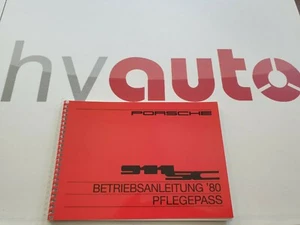 hvauto
PORSCHE
911 SC
BETRIEBSANLEITUNG '80
PFLEGEPASS